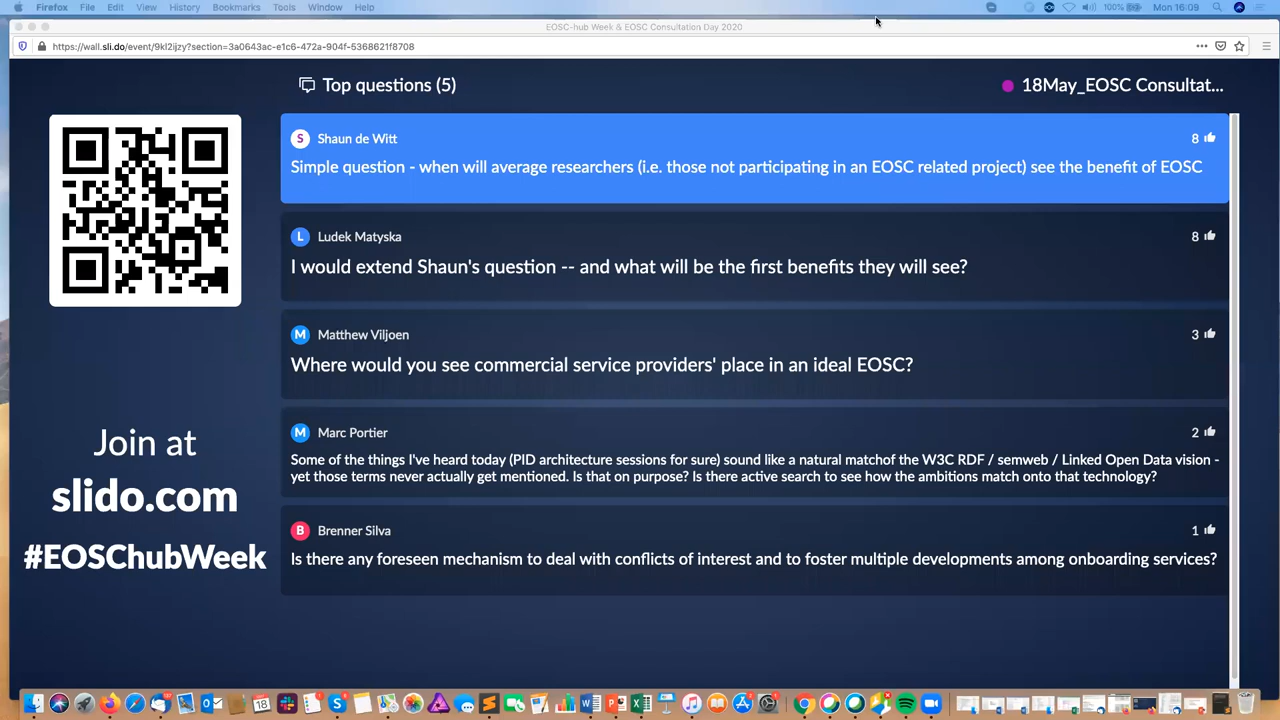 Firefox File Edit View History Bookmarks Tools Window Help 100% Mon 16:09
EOSC-hub Week & EOSC Consultation Day 2020
https://wall.sli.do/event/9kl2ijzy?section=3a0643ac-e1c6-472a-904f-5368621f8708
Top questions (5)
18May_EOSC Consultat...
S Shaun de Witt 8
Simple question - when will average researchers (i.e. those not participating in an EOSC related project) see the benefit of EOSC
L Ludek Matyska 8
I would extend Shaun's question -- and what will be the first benefits they will see?
M Matthew Viljoen 3
Where would you see commercial service providers' place in an ideal EOSC?
M Marc Portier 2
Some of the things I've heard today (PID architecture sessions for sure) sound like a natural matchof the W3C RDF / semweb / Linked Open Data vision -
yet those terms never actually get mentioned. Is that on purpose? Is there active search to see how the ambitions match onto that technology?
B Brenner Silva 1
Is there any foreseen mechanism to deal with conflicts of interest and to foster multiple developments among onboarding services?
Join at
slido.com
#EOSChubWeek
18